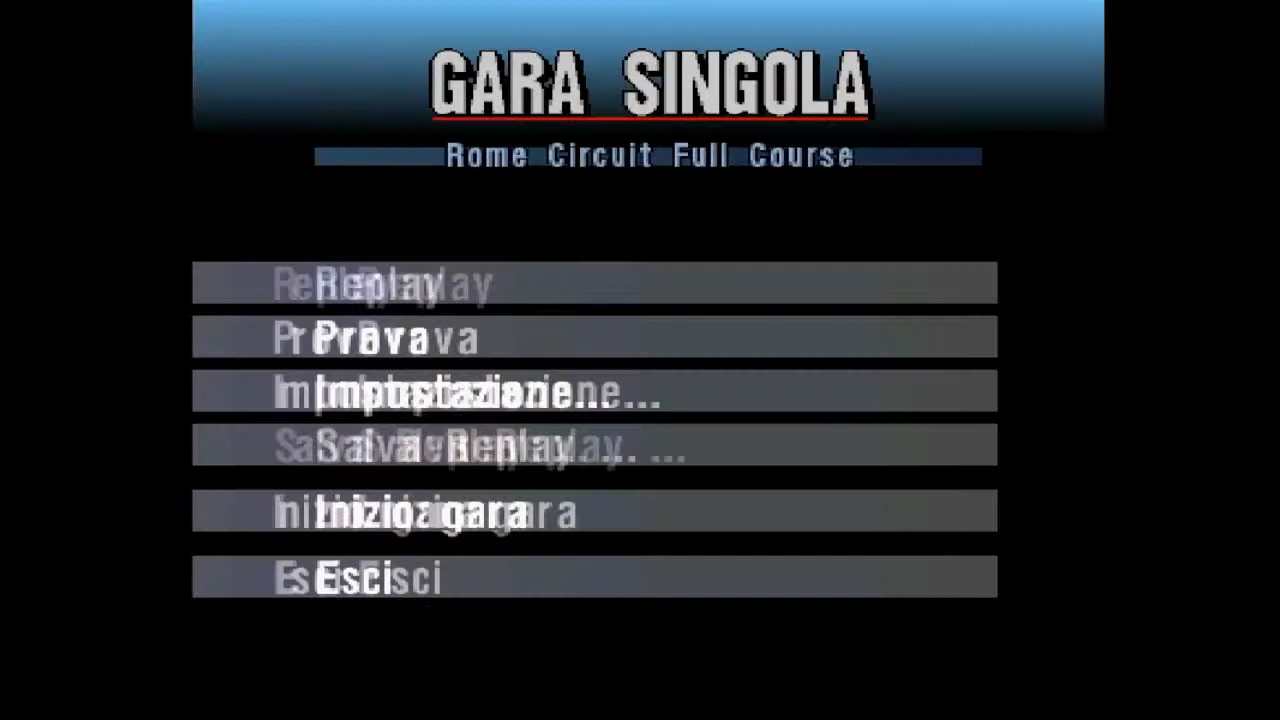 GARA SINGOLA
Rome Circuit Full Course
Replay
Prova
Impostazione...
Salva Replay...
Inizio gara
Esci